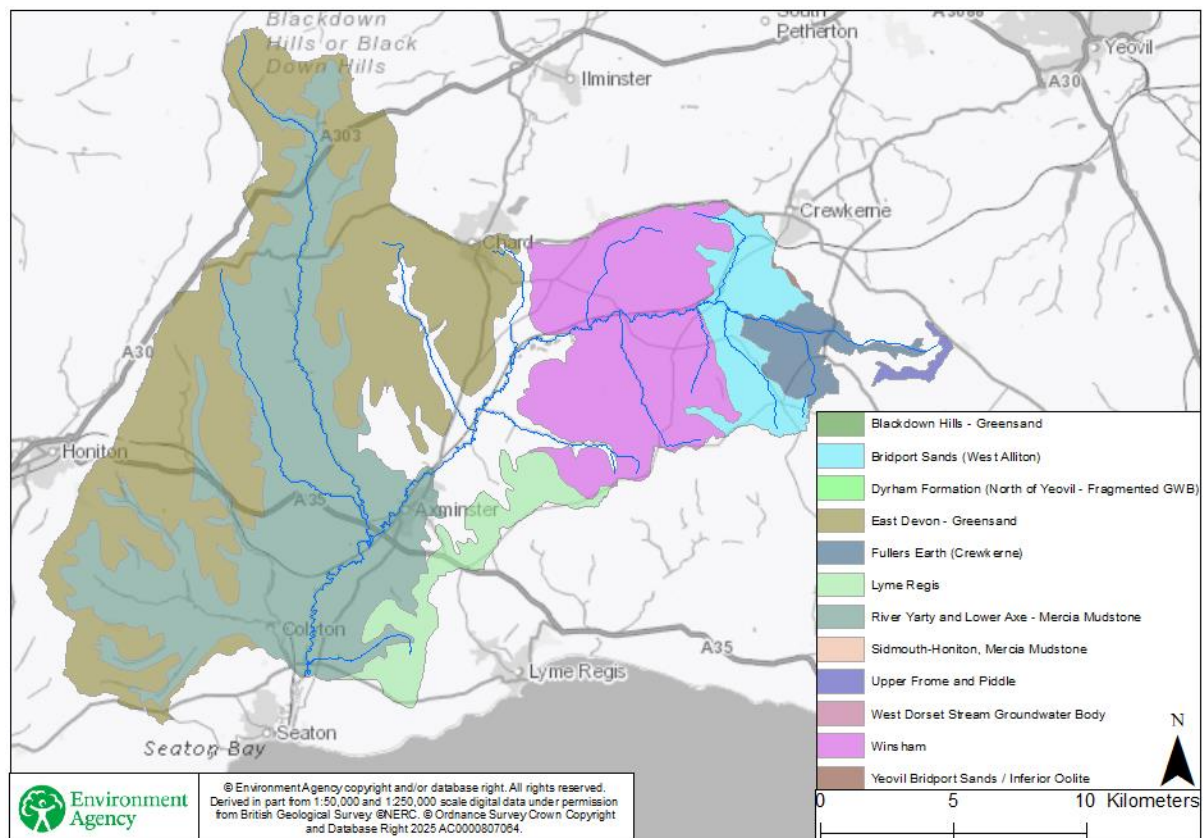 Blackdown
Hills or Black
Down Hills
South
Petherton
A3088
Yeovil
A30
Ilminster
A303
Crewkerne
Chard
A30
Honiton
A35
Axminster
Colyton
A35
Lyme Regis
Seaton
Seaton Bay
Blackdown Hills - Greensand
Bridport Sands (West Alliton)
Dyrham Formation (North of Yeovil - Fragmented GWB)
East Devon - Greensand
Fullers Earth (Crewkerne)
Lyme Regis
River Yarty and Lower Axe - Mercia Mudstone
Sidmouth-Honiton, Mercia Mudstone
Upper Frome and Piddle
West Dorset Stream Groundwater Body
Winsham
Yeovil Bridport Sands / Inferior Oolite
N
0 5 10 Kilometers
Environment
Agency
© Environment Agency copyright and/or database right. All rights reserved.
Derived in part from 1:50,000 and 1:250,000 scale digital data under permission
from British Geological Survey. ©NERC. © Ordnance Survey Crown Copyright
and Database Right 2025 AC0000807064.